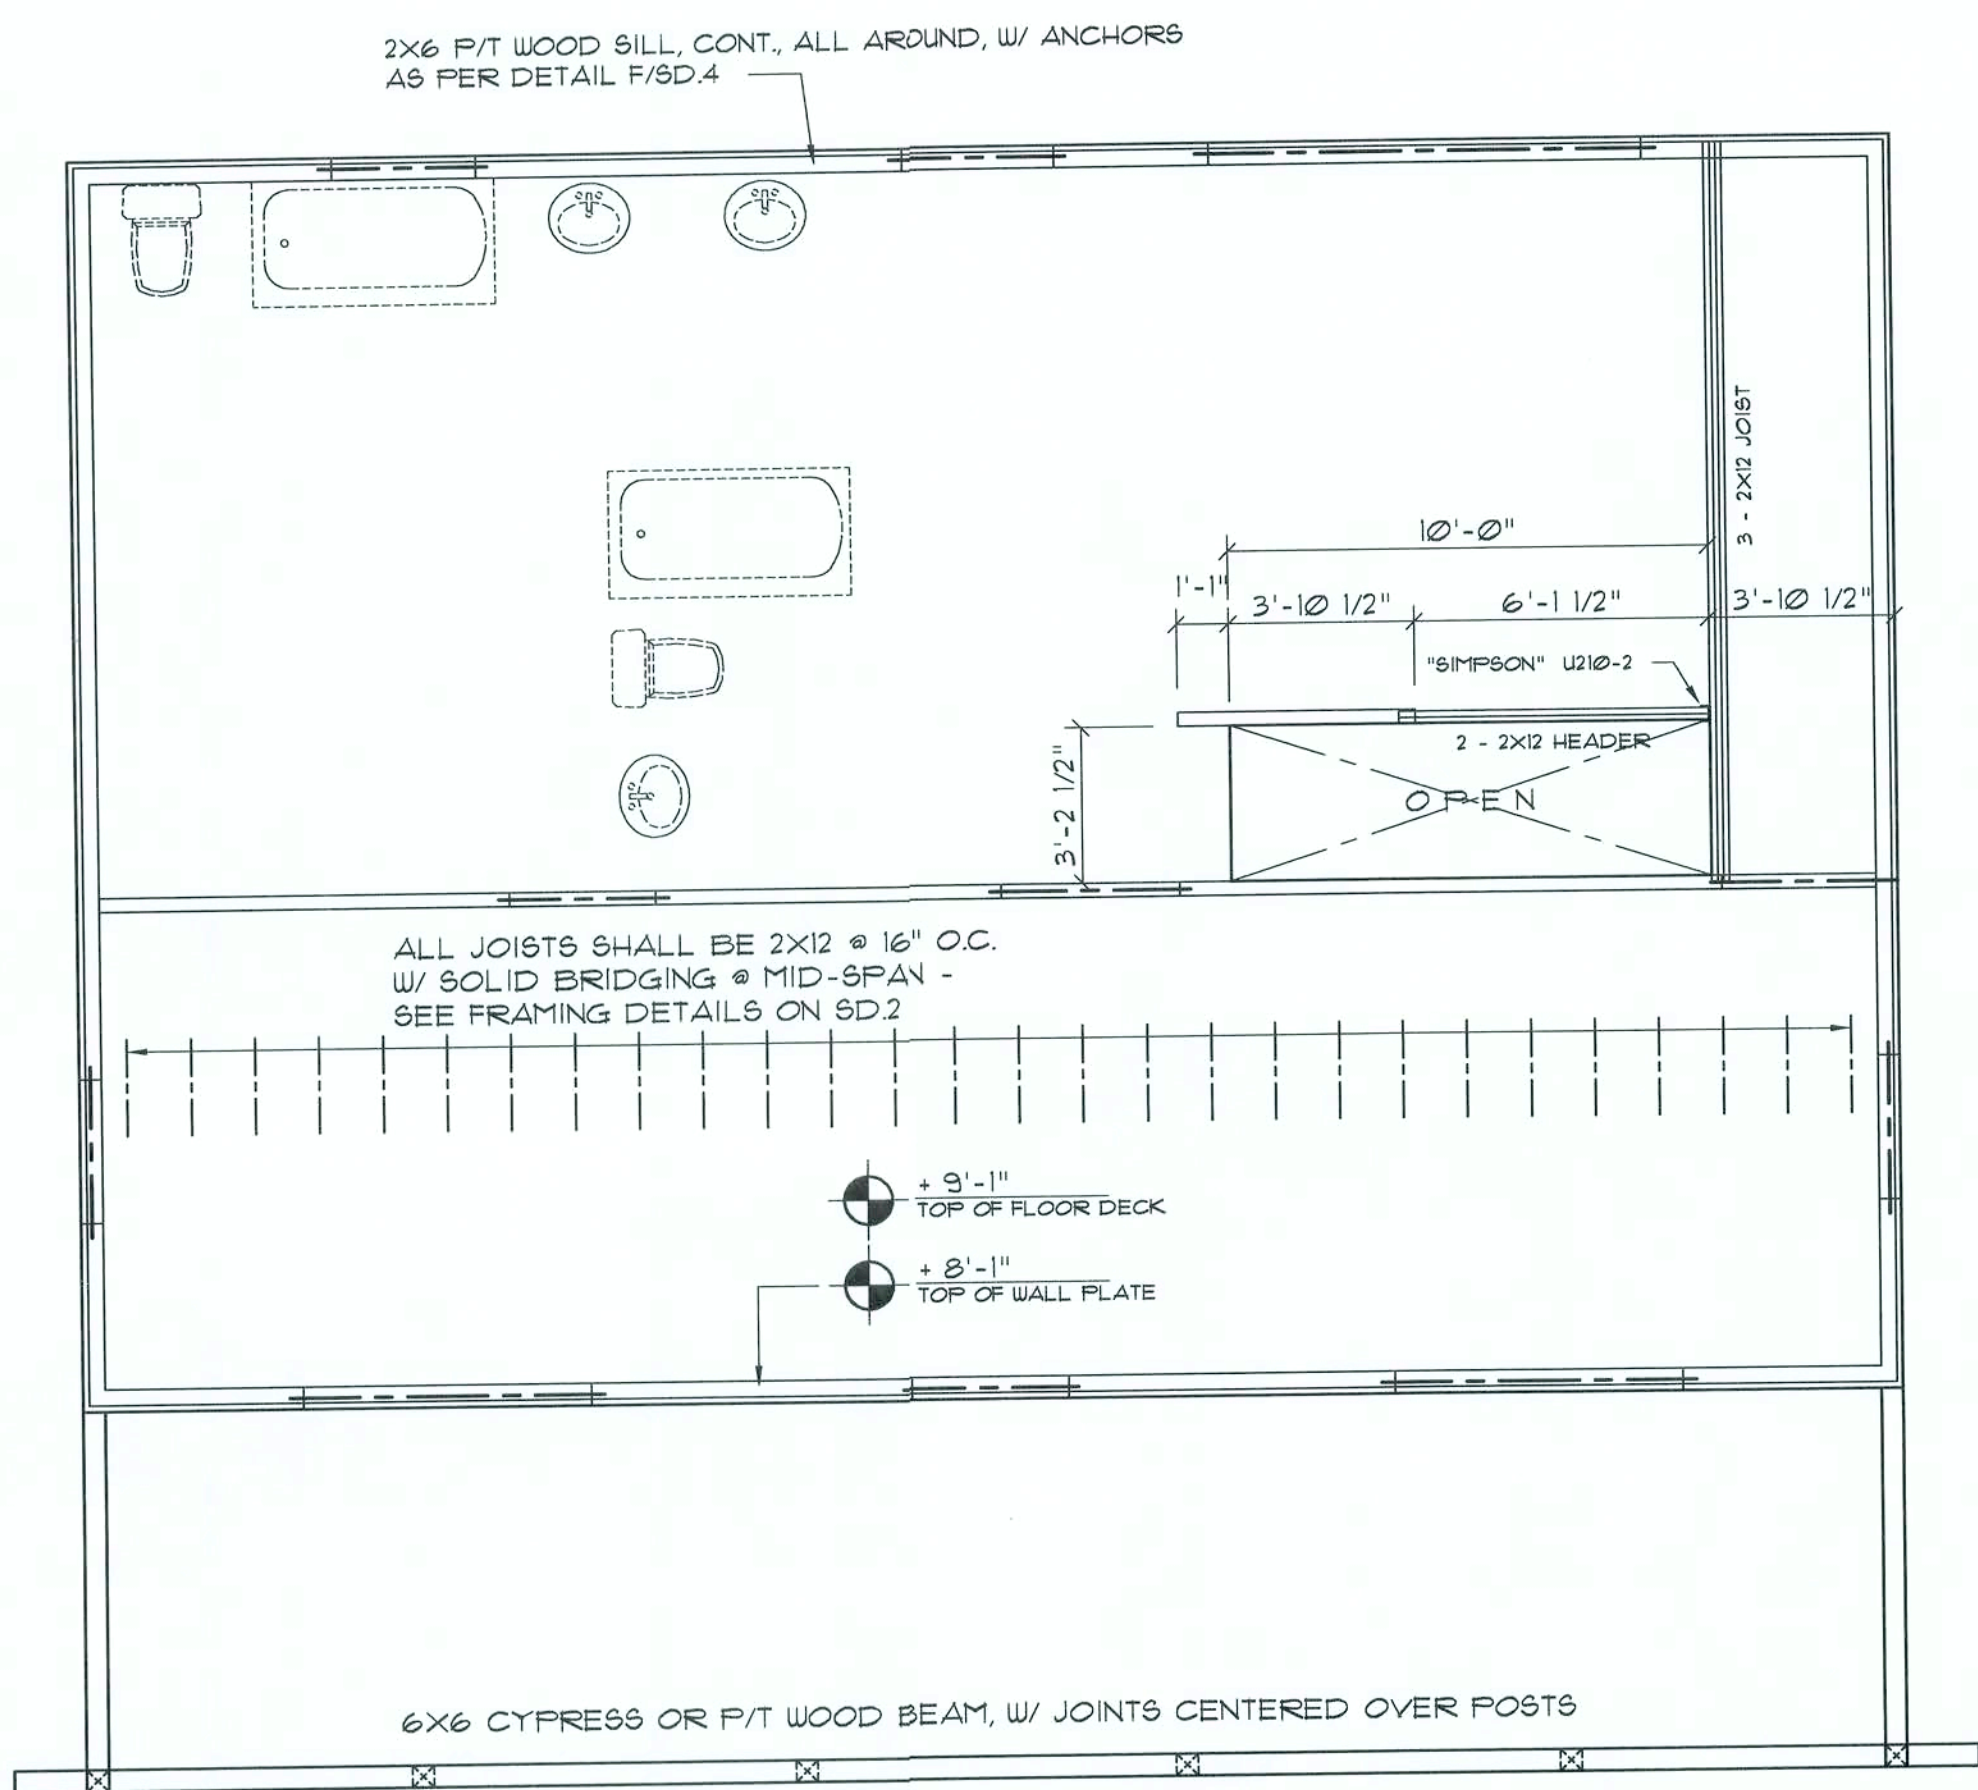 2X6 P/T WOOD SILL, CONT., ALL AROUND, W/ ANCHORS
AS PER DETAIL F/SD.4
3 - 2X12 JOIST
10'-0"
1'-1"
3'-10 1/2"
6'-1 1/2"
3'-10 1/2"
"SIMPSON" U210-2
2 - 2X12 HEADER
3'-2 1/2"
OPEN
ALL JOISTS SHALL BE 2X12 @ 16" O.C.
W/ SOLID BRIDGING @ MID-SPAN -
SEE FRAMING DETAILS ON SD.2
+ 9'-1"
TOP OF FLOOR DECK
+ 8'-1"
TOP OF WALL PLATE
6X6 CYPRESS OR P/T WOOD BEAM, W/ JOINTS CENTERED OVER POSTS